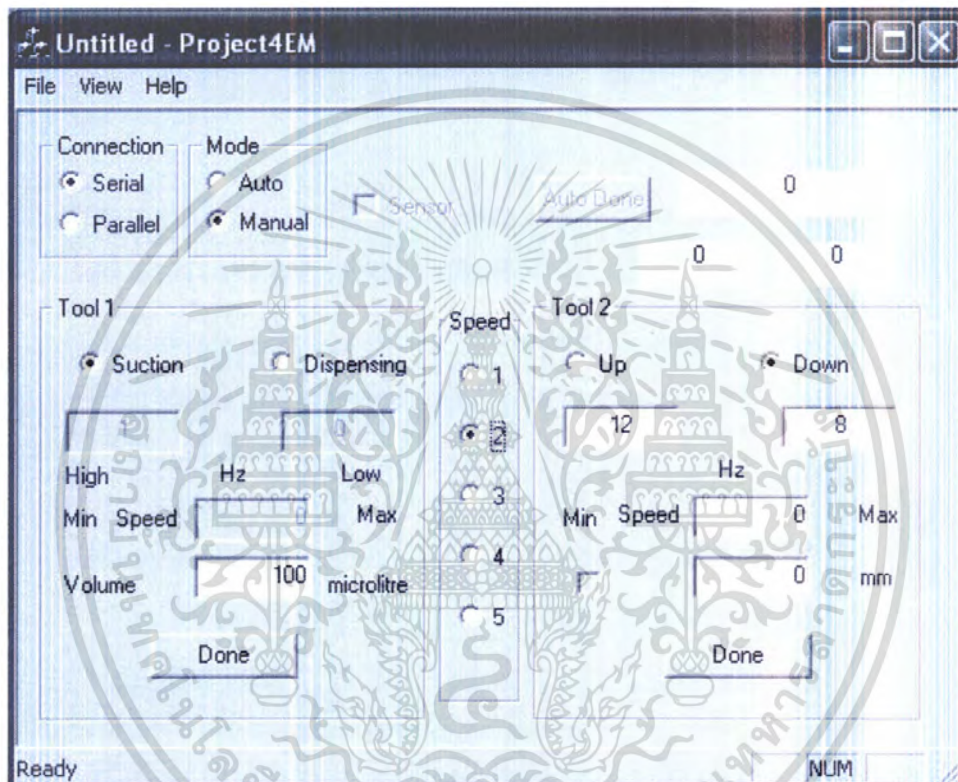 Untitled - Project4EM
File View Help
Connection Mode
Serial Auto
Parallel Manual
Sensor Auto Done 0
0 0
Tool 1 Speed Tool 2
Suction Dispensing 1 Up Down
0 2 12 8
High Hz Low Hz
Min Speed 0 Max 3 Min Speed 0 Max
Volume 100 microlitre 4 0 mm
5
Done Done
Ready NUM